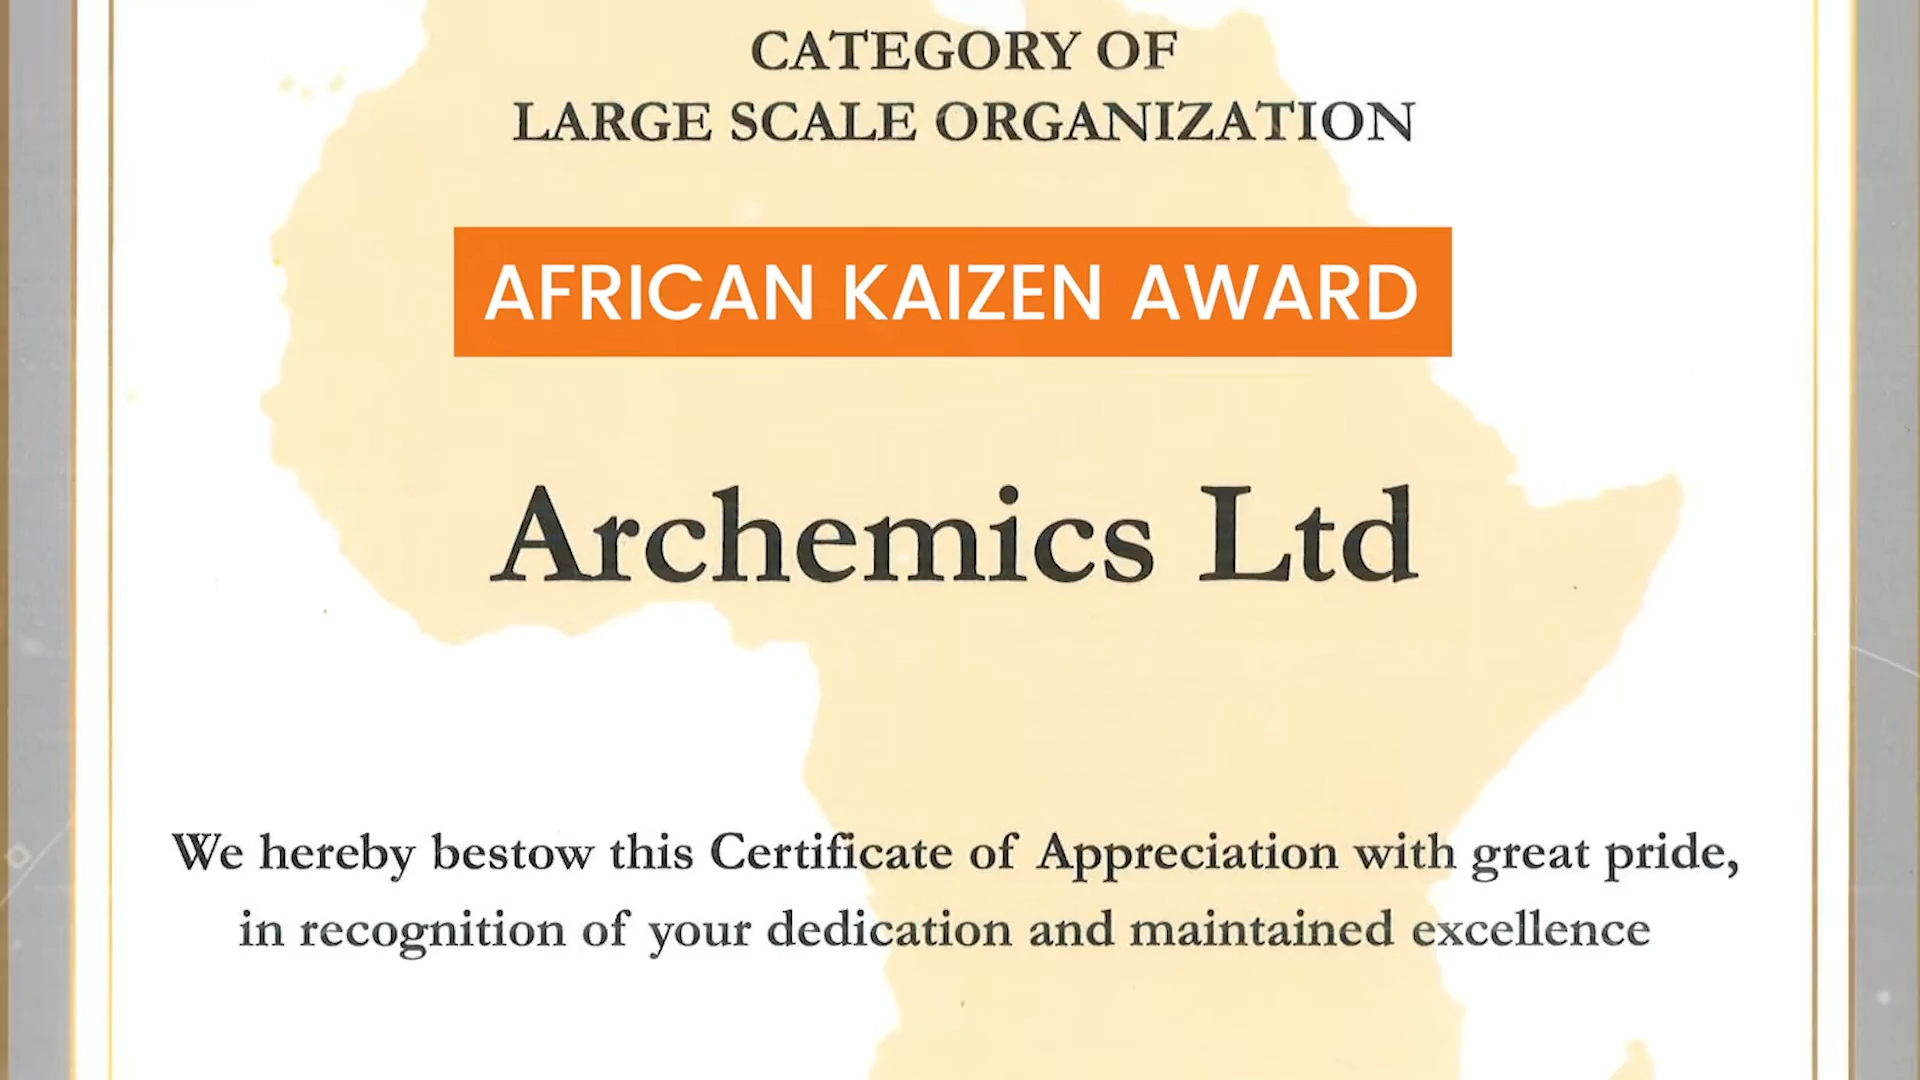 CATEGORY OF
LARGE SCALE ORGANIZATION
AFRICAN KAIZEN AWARD
Archemics Ltd
We hereby bestow this Certificate of Appreciation with great pride,
in recognition of your dedication and maintained excellence